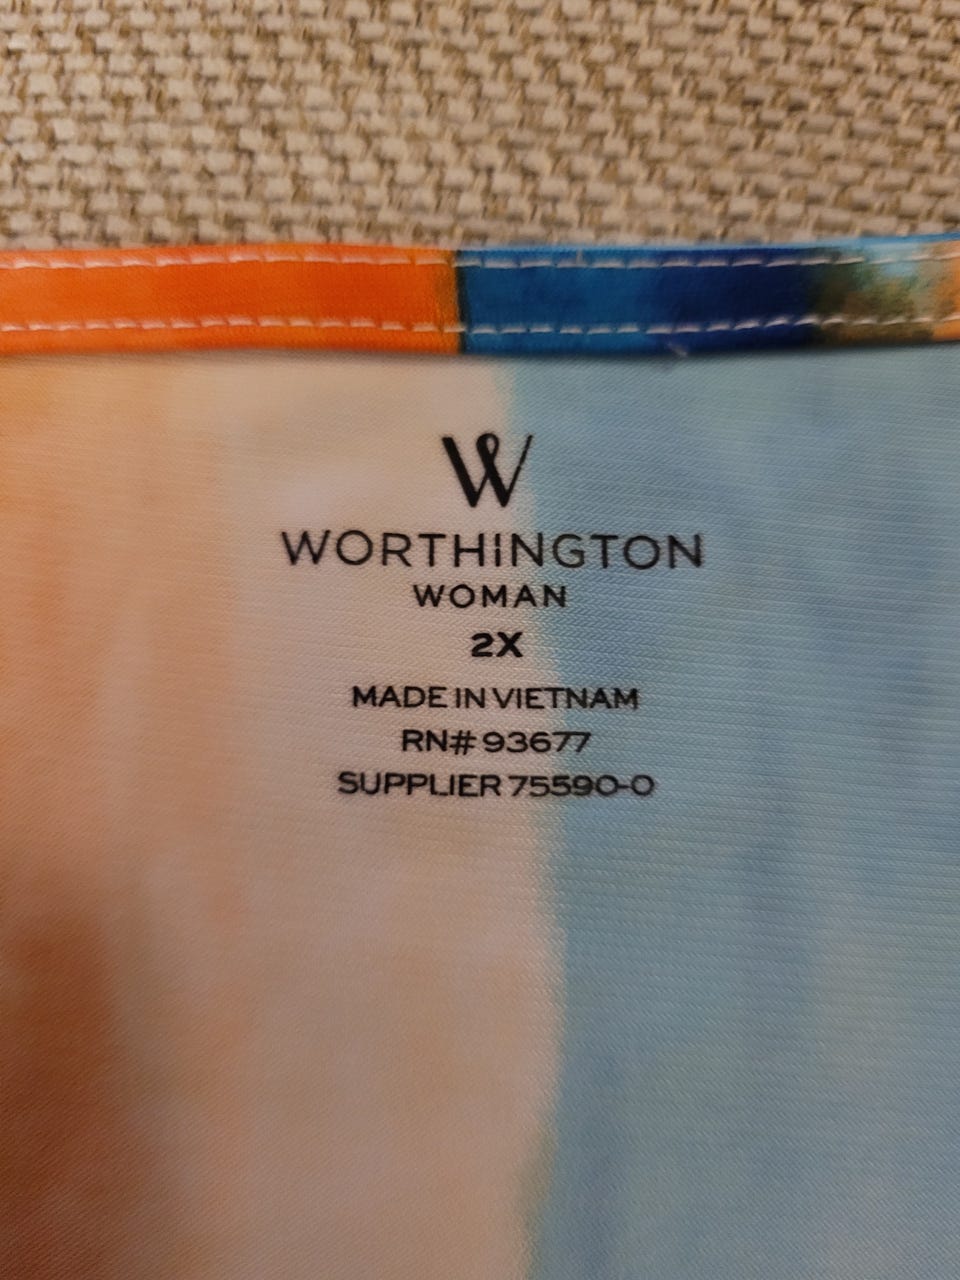 W
WORTHINGTON
WOMAN
2X
MADE IN VIETNAM
RN# 93677
SUPPLIER 75590-0